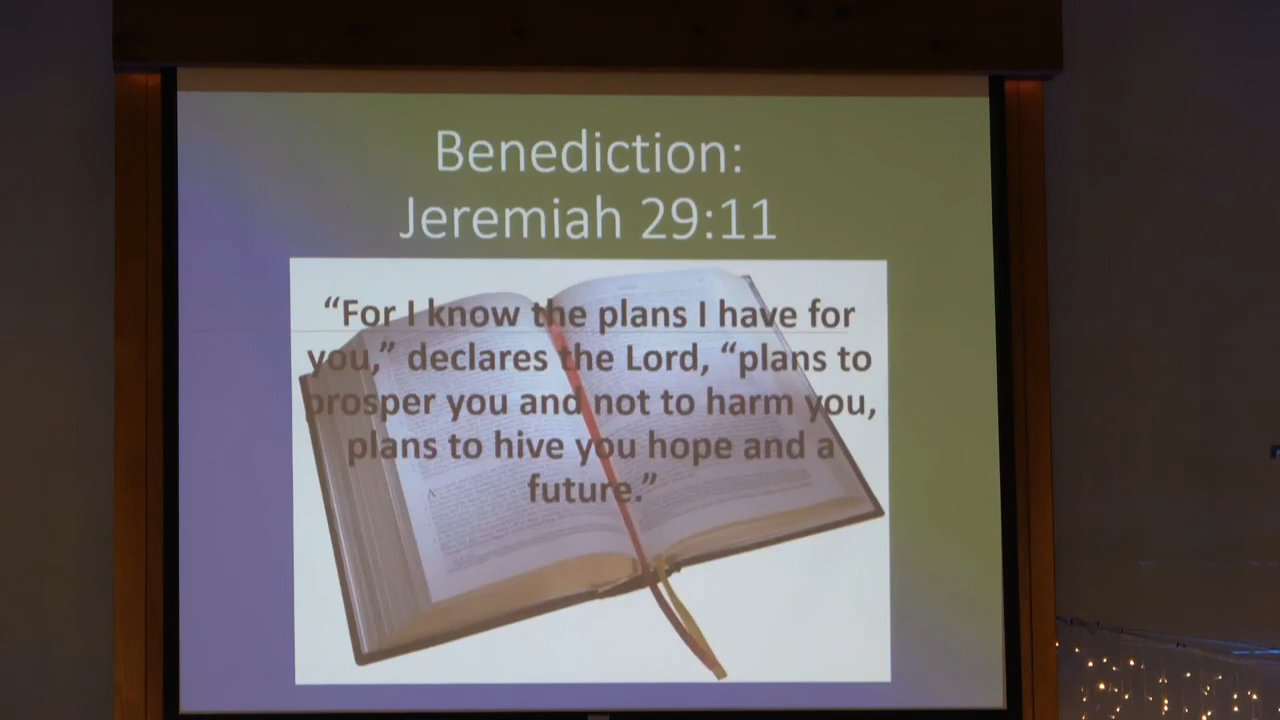 Benediction:
Jeremiah 29:11
“For I know the plans I have for
you,” declares the Lord, “plans to
prosper you and not to harm you,
plans to hive you hope and a
future.”